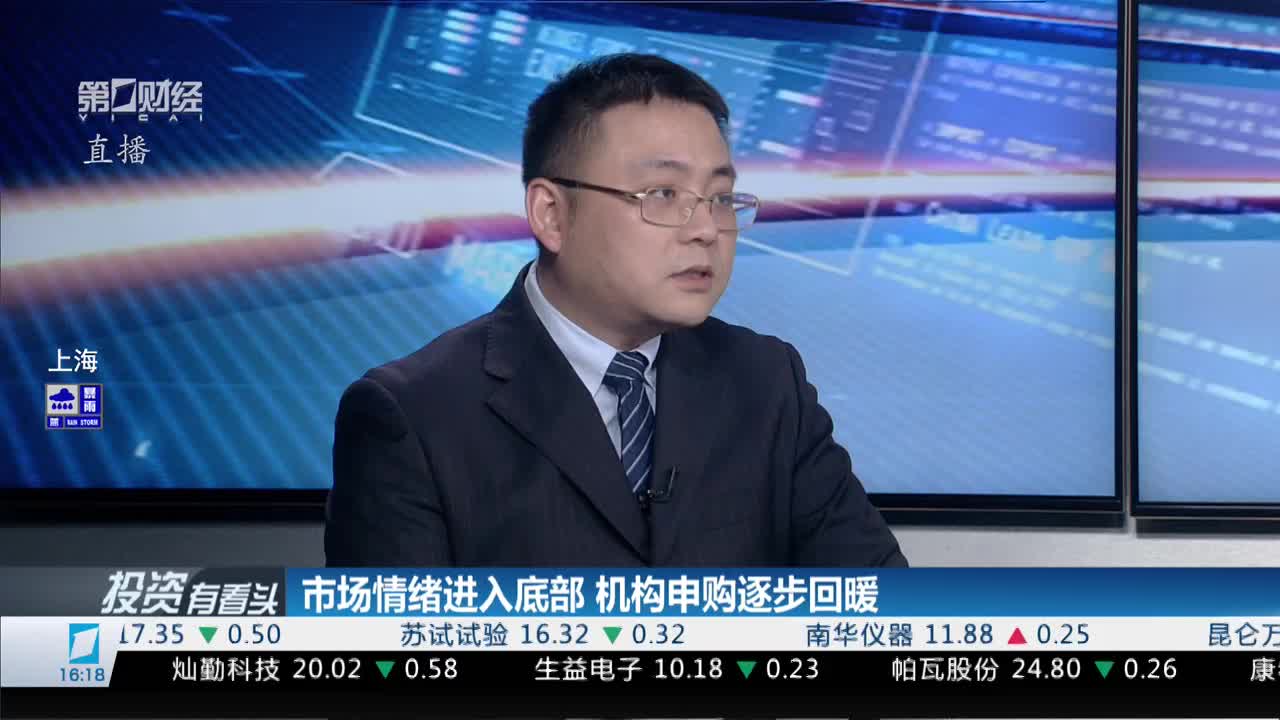 第一财经
YICAI
直播
上海
暴雨
蓝 RAIN STORM
投资有看头
市场情绪进入底部 机构申购逐步回暖
17.35 ▼ 0.50 苏试试验 16.32 ▼ 0.32 南华仪器 11.88 ▲ 0.25 昆仑万
16:18
灿勤科技 20.02 ▼ 0.58 生益电子 10.18 ▼ 0.23 帕瓦股份 24.80 ▼ 0.26 康